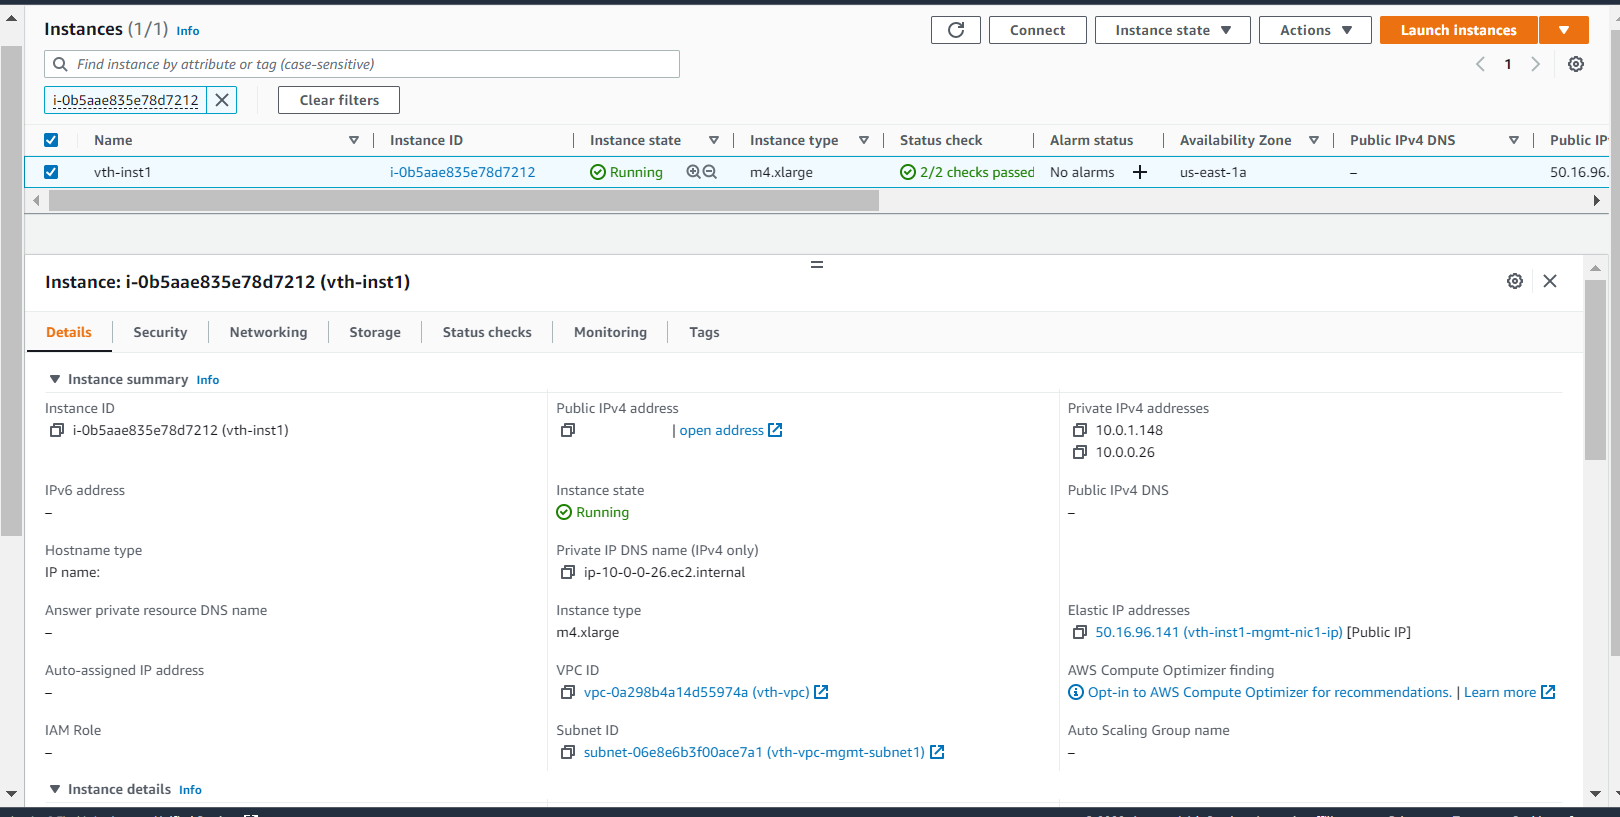 Instances (1/1) Info
Connect
Instance state
Actions
Launch instances
Find instance by attribute or tag (case-sensitive)
1
i-0b5aae835e78d7212
Clear filters
Name Instance ID Instance state Instance type Status check Alarm status Availability Zone Public IPv4 DNS Public IP
vth-inst1 i-0b5aae835e78d7212 Running m4.xlarge 2/2 checks passed No alarms + us-east-1a – 50.16.96.
Instance: i-0b5aae835e78d7212 (vth-inst1)
Details Security Networking Storage Status checks Monitoring Tags
Instance summary Info
Instance ID
i-0b5aae835e78d7212 (vth-inst1)
Public IPv4 address
| open address
Private IPv4 addresses
10.0.1.148
10.0.0.26
IPv6 address
–
Instance state
Running
Public IPv4 DNS
–
Hostname type
IP name:
Private IP DNS name (IPv4 only)
ip-10-0-0-26.ec2.internal
Answer private resource DNS name
–
Instance type
m4.xlarge
Elastic IP addresses
50.16.96.141 (vth-inst1-mgmt-nic1-ip) [Public IP]
Auto-assigned IP address
–
VPC ID
vpc-0a298b4a14d55974a (vth-vpc)
AWS Compute Optimizer finding
Opt-in to AWS Compute Optimizer for recommendations. | Learn more
IAM Role
–
Subnet ID
subnet-06e8e6b3f00ace7a1 (vth-vpc-mgmt-subnet1)
Auto Scaling Group name
–
Instance details Info